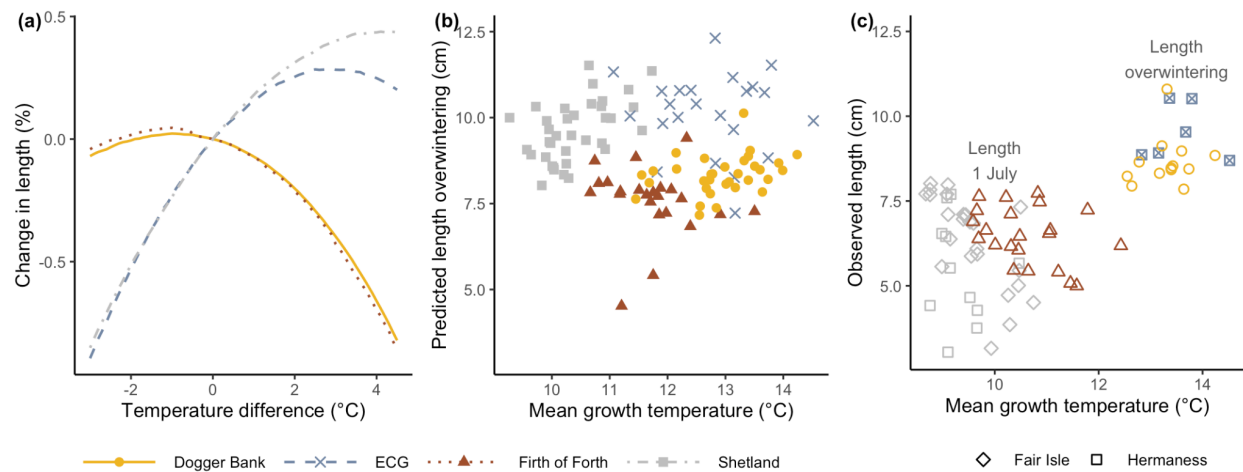 (a)
Change in length (%)
0.5
0.0
-0.5
-2
0
2
4
Temperature difference (°C)
(b)
Predicted length overwintering (cm)
12.5
10.0
7.5
5.0
10
11
12
13
14
Mean growth temperature (°C)
(c)
Observed length (cm)
12.5
10.0
7.5
5.0
Length
overwintering
Length
1 July
10
12
14
Mean growth temperature (°C)
Dogger Bank
ECG
Firth of Forth
Shetland
Fair Isle
Hermaness